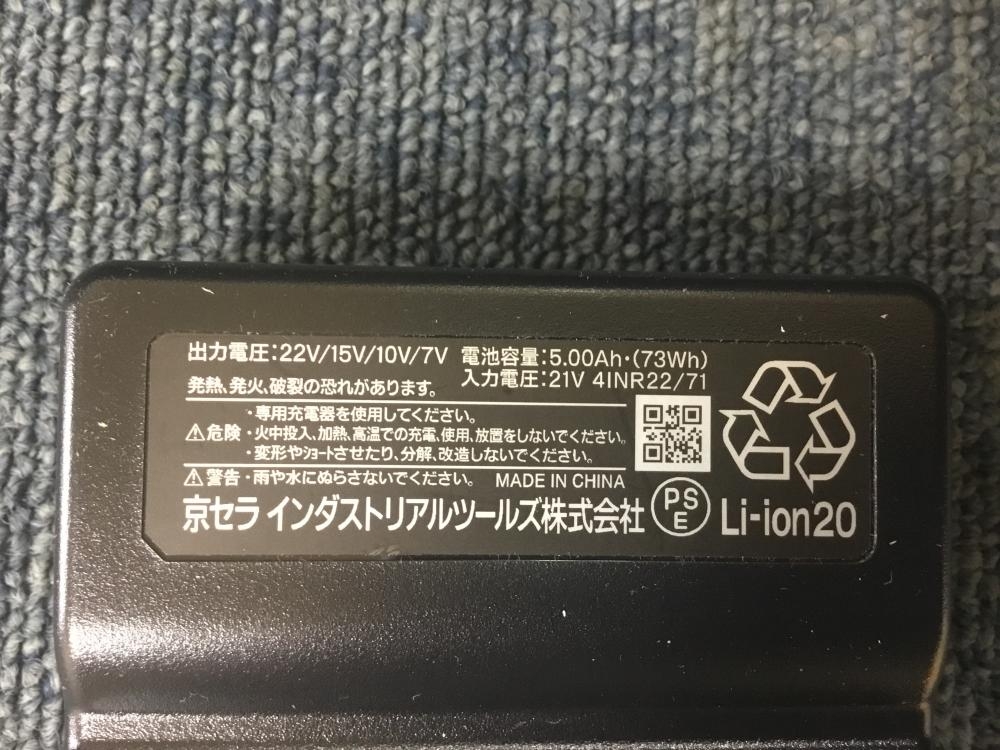 出力電圧:22V/15V/10V/7V 電池容量:5.00Ah・(73Wh)
入力電圧:21V 4INR22/71
発熱、発火、破裂の恐れがあります。
・専用充電器を使用してください。
⚠危険・火中投入、加熱、高温での充電、使用、放置をしないでください。
・変形やショートさせたり、分解、改造しないでください。
⚠警告・雨や水にぬらさないでください。 MADE IN CHINA
京セラ インダストリアルツールズ株式会社 PSE Li-ion20